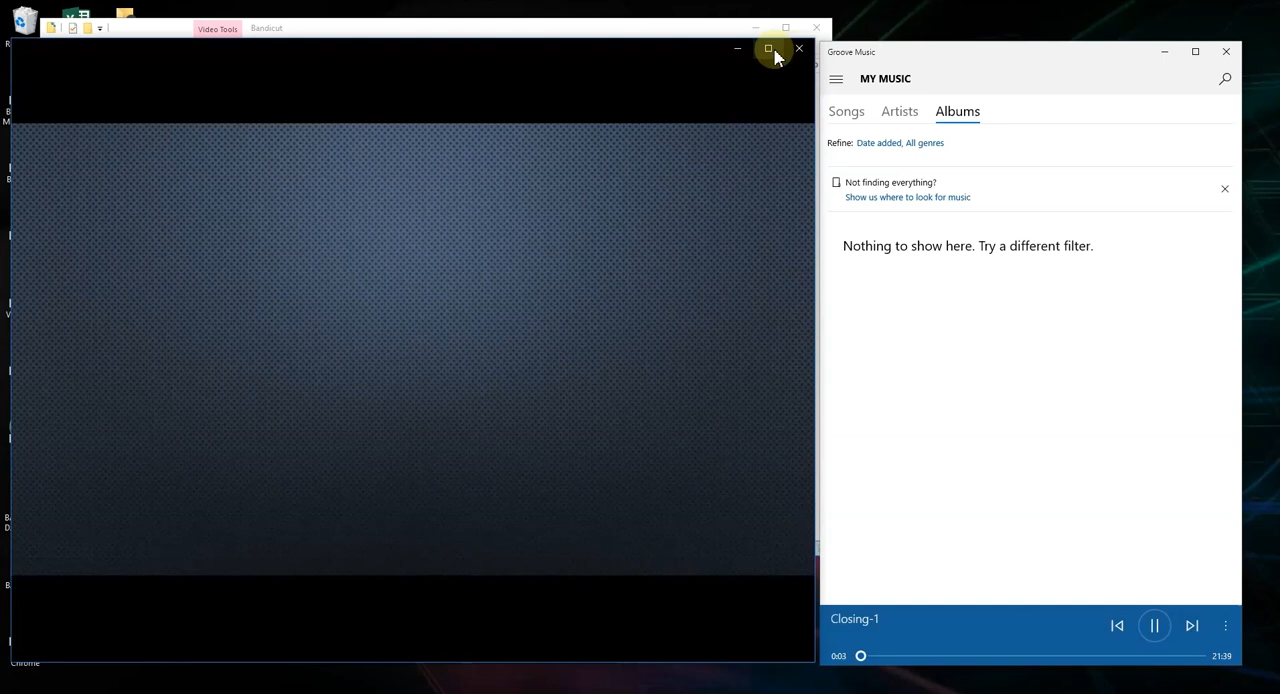 Video Tools
Bandicut
Groove Music
MY MUSIC
Songs
Artists
Albums
Refine: Date added, All genres
Not finding everything?
Show us where to look for music
Nothing to show here. Try a different filter.
Closing-1
0:03
21:39
Chrome